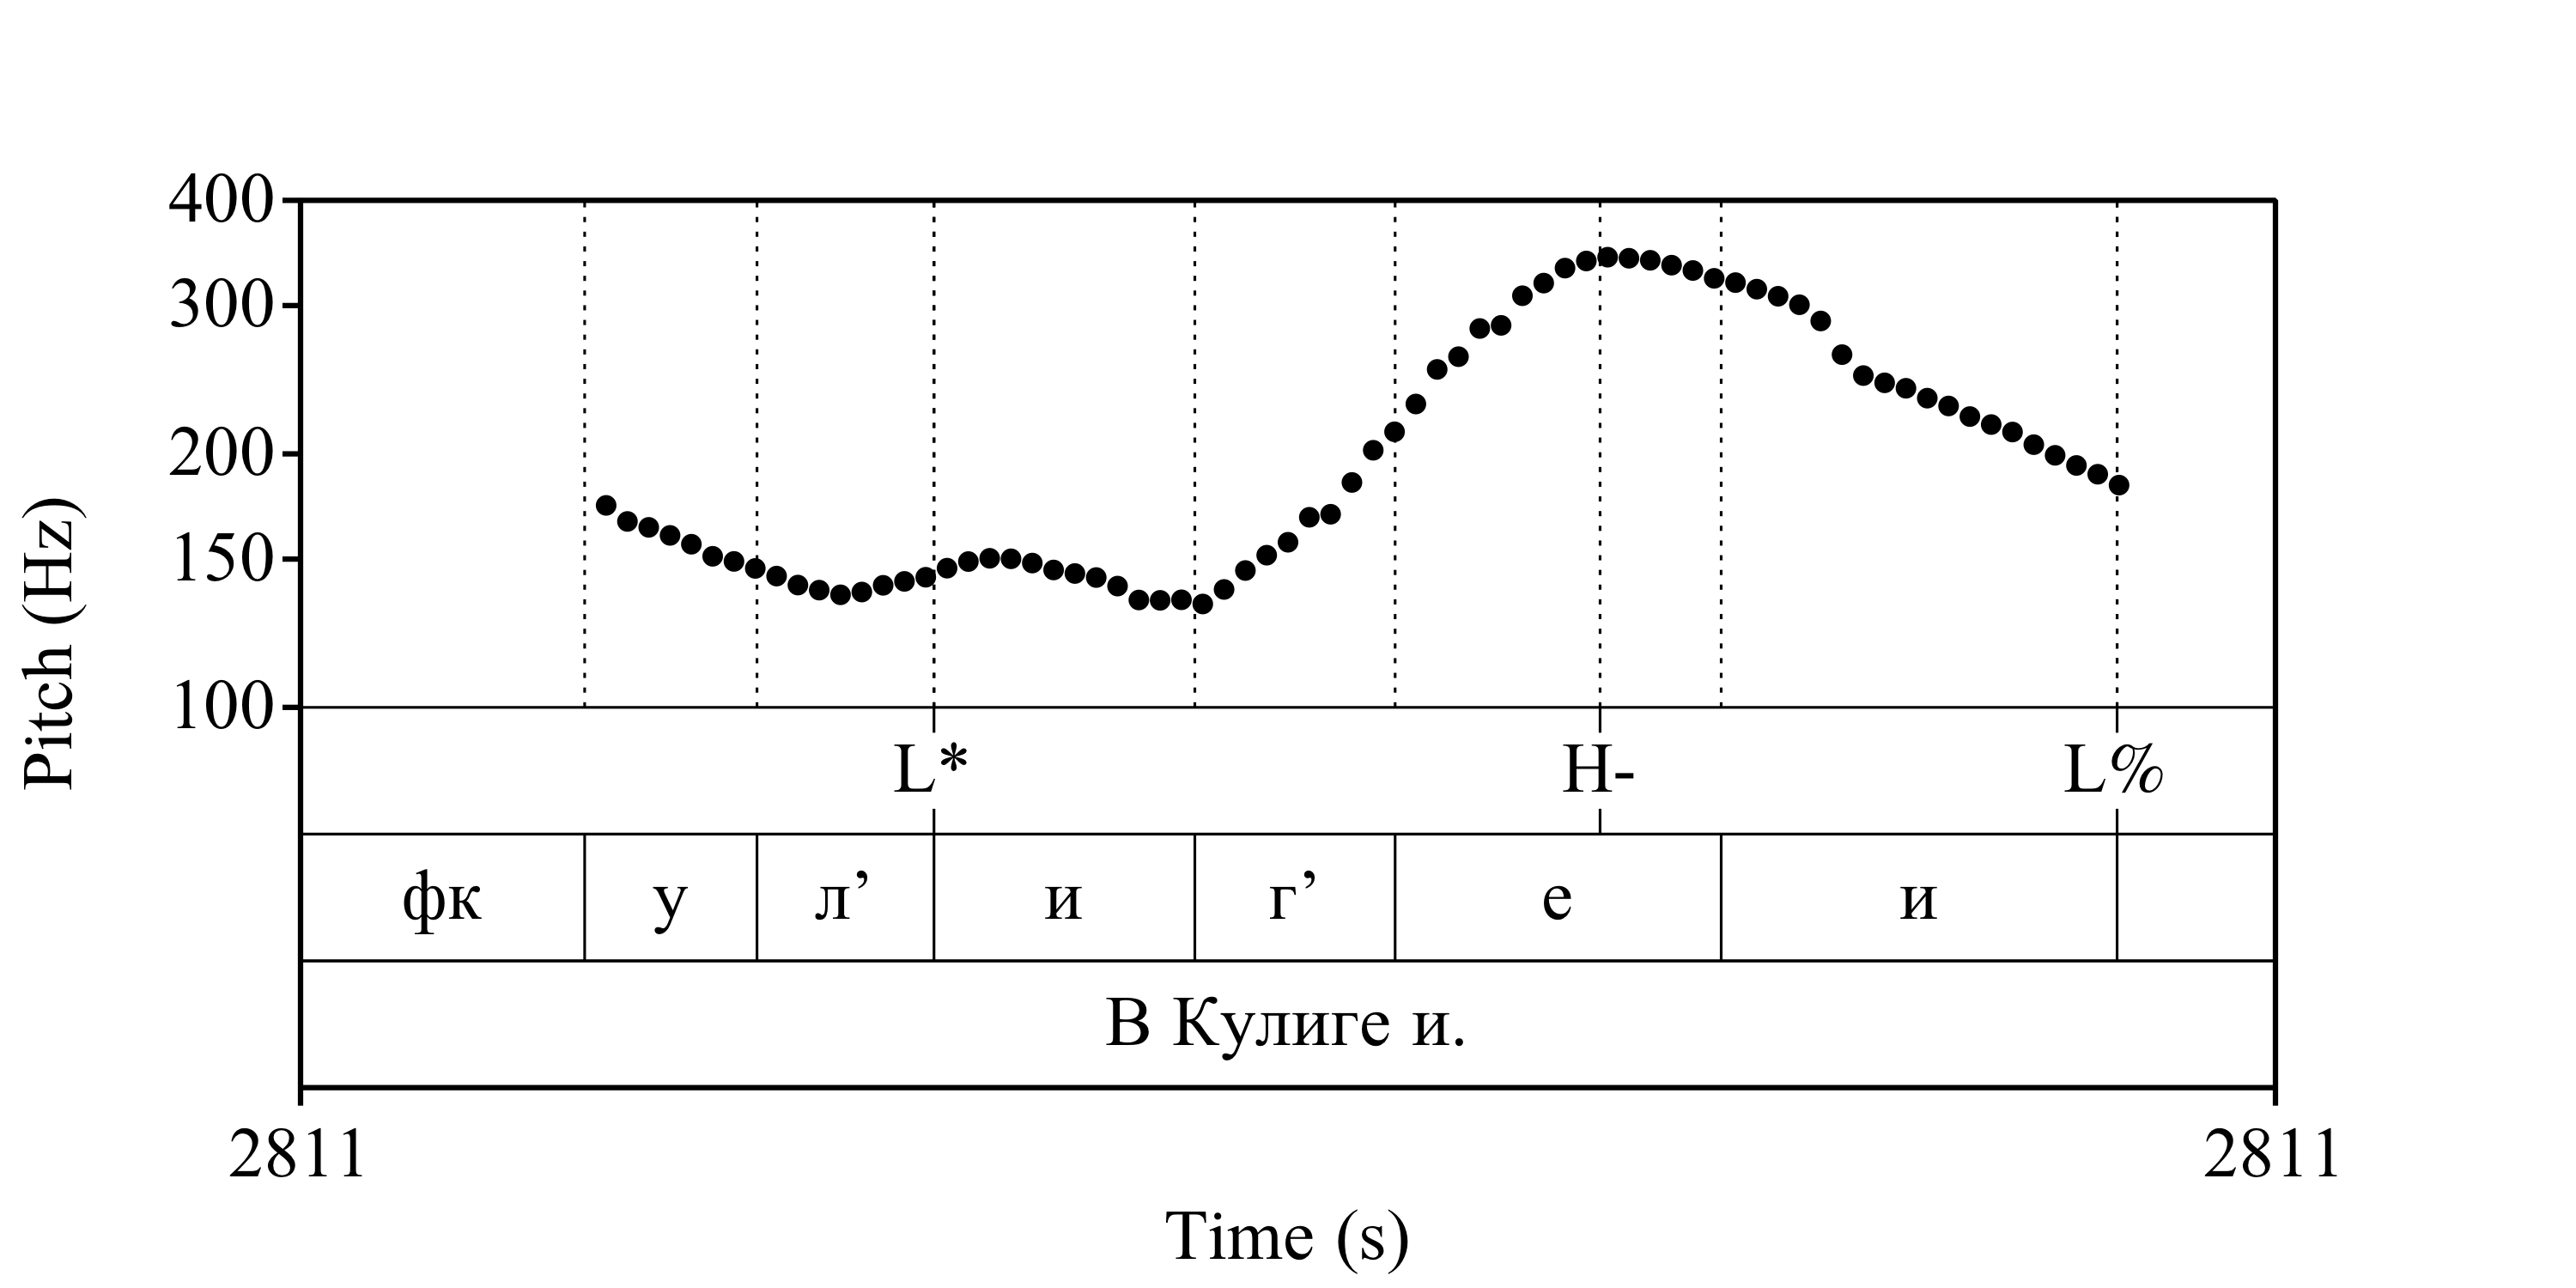 400
300
200
150
100
Pitch (Hz)
L* H- L%
фк у л’ и г’ е и
В Кулиге и.
2811 2811
Time (s)